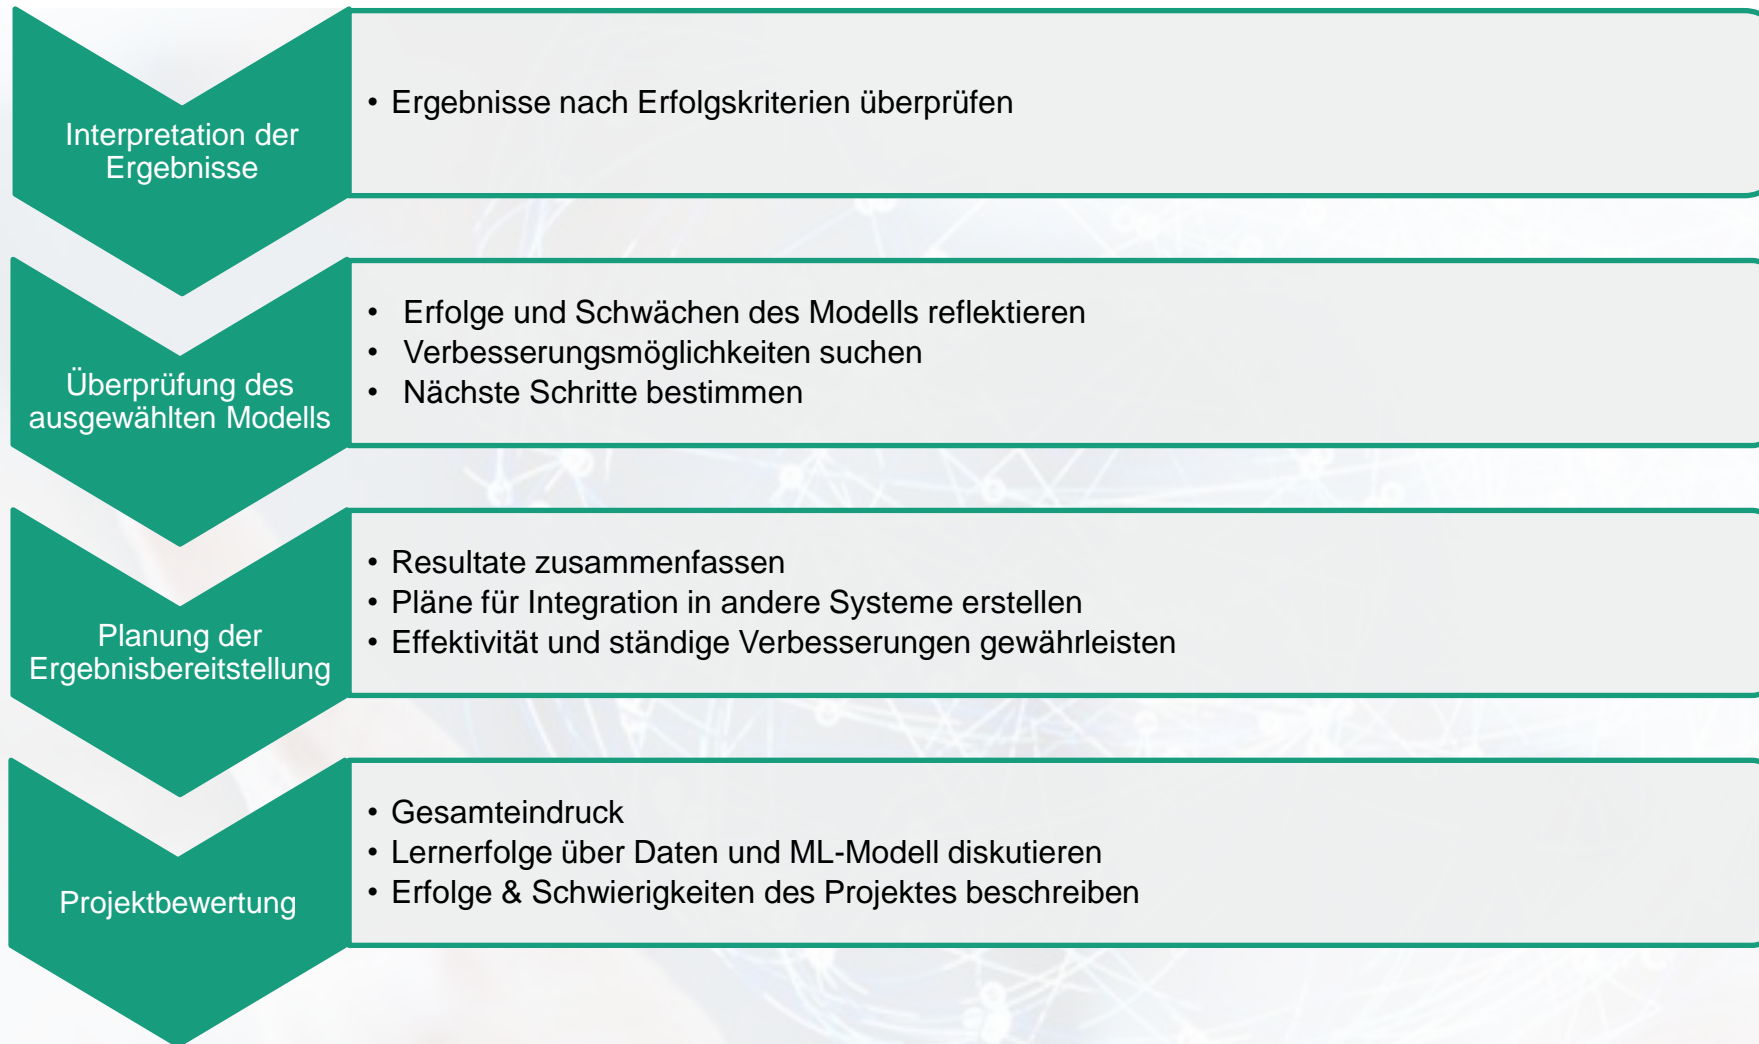 Interpretation der
Ergebnisse
• Ergebnisse nach Erfolgskriterien überprüfen
Überprüfung des
ausgewählten Modells
• Erfolge und Schwächen des Modells reflektieren
• Verbesserungsmöglichkeiten suchen
• Nächste Schritte bestimmen
Planung der
Ergebnisbereitstellung
• Resultate zusammenfassen
• Pläne für Integration in andere Systeme erstellen
• Effektivität und ständige Verbesserungen gewährleisten
Projektbewertung
• Gesamteindruck
• Lernerfolge über Daten und ML-Modell diskutieren
• Erfolge & Schwierigkeiten des Projektes beschreiben